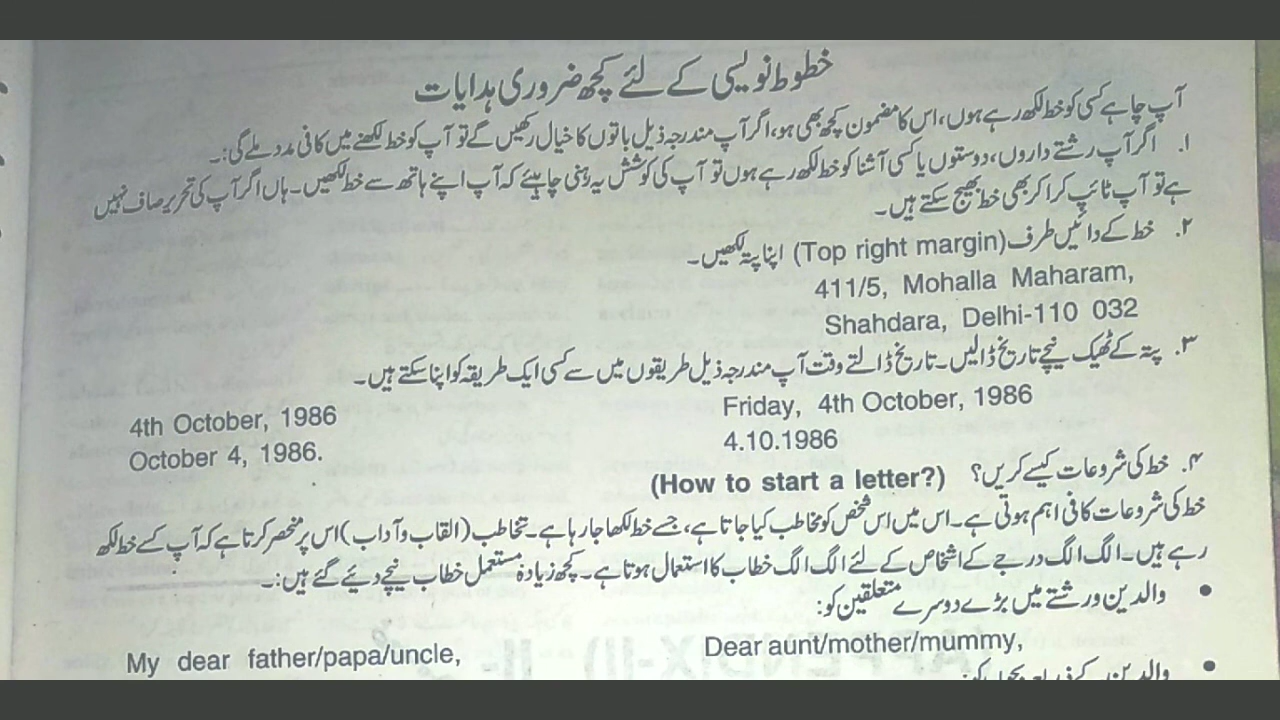 خطوط نویسی کے لئے کچھ ضروری ہدایات
آپ چاہے کسی کو خط لکھ رہے ہوں، اس کا مضمون کچھ بھی ہو، اگر آپ مندرجہ ذیل باتوں کا خیال رکھیں گے تو آپ کو خط لکھنے میں کافی مدد ملے گی:۔
۱. اگر آپ رشتے داروں، دوستوں یا کسی آشنا کو خط لکھ رہے ہوں تو آپ کی کوشش یہ رہنی چاہیئے کہ آپ اپنے ہاتھ سے خط لکھیں۔ ہاں اگر آپ کی تحریر صاف نہیں
ہے تو آپ ٹائپ کرا کر بھی خط بھیج سکتے ہیں۔
۲. خط کے دائیں طرف (Top right margin) اپنا پتہ لکھیں۔
411/5, Mohalla Maharam,
Shahdara, Delhi-110 032
۳. پتہ کے ٹھیک نیچے تاریخ ڈالیں۔ تاریخ ڈالتے وقت آپ مندرجہ ذیل طریقوں میں سے کسی ایک طریقہ کو اپنا سکتے ہیں۔
4th October, 1986 Friday, 4th October, 1986
October 4, 1986. 4.10.1986
۴. خط کی شروعات کیسے کریں؟ (How to start a letter?)
خط کی شروعات کافی اہم ہوتی ہے۔ اس میں اس شخص کو مخاطب کیا جاتا ہے، جسے خط لکھا جا رہا ہے۔ تخاطب (القاب و آداب) اس پر منحصر کرتا ہے کہ آپ کسے خط لکھ
رہے ہیں۔ الگ الگ درجے کے اشخاص کے لئے الگ الگ خطاب کا استعمال ہوتا ہے۔ کچھ زیادہ مستعمل خطاب نیچے دیئے گئے ہیں:۔
• والدین ورشتے میں بڑے دوسرے متعلقین کو:
My dear father/papa/uncle, Dear aunt/mother/mummy,
• والدین کے ذریعہ